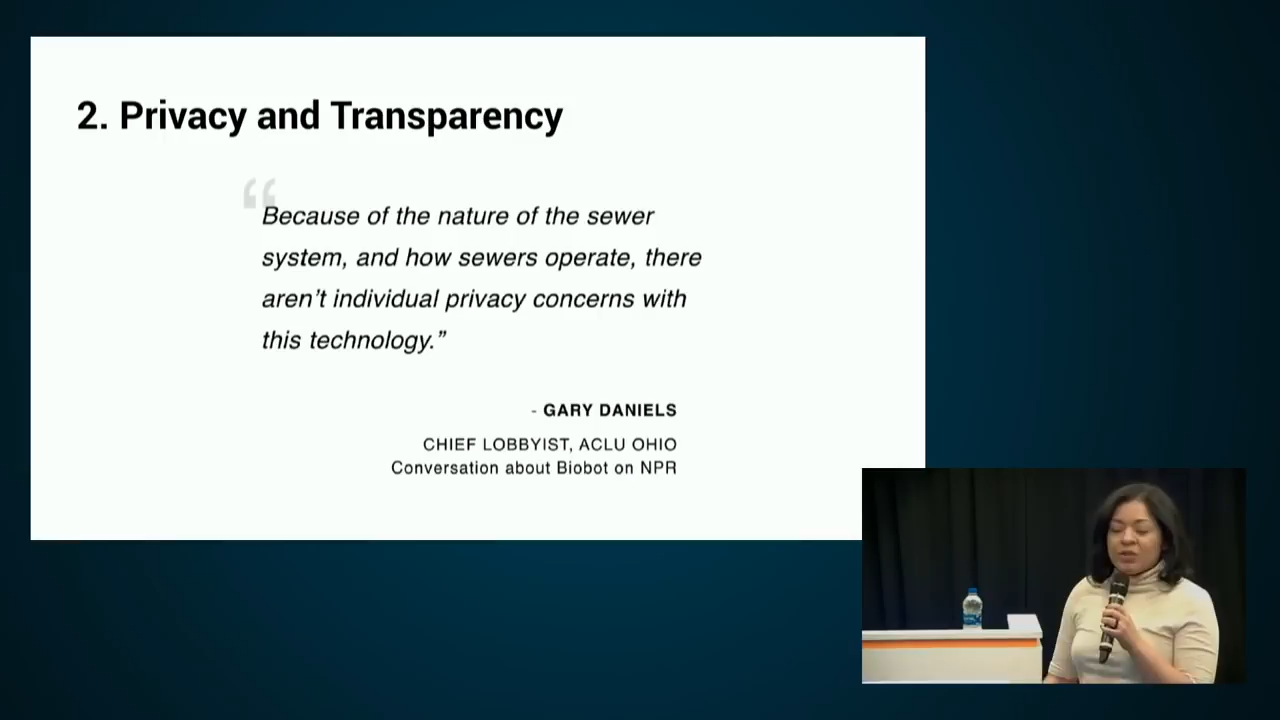 2. Privacy and Transparency
“
Because of the nature of the sewer
system, and how sewers operate, there
aren’t individual privacy concerns with
this technology.”
- GARY DANIELS
CHIEF LOBBYIST, ACLU OHIO
Conversation about Biobot on NPR